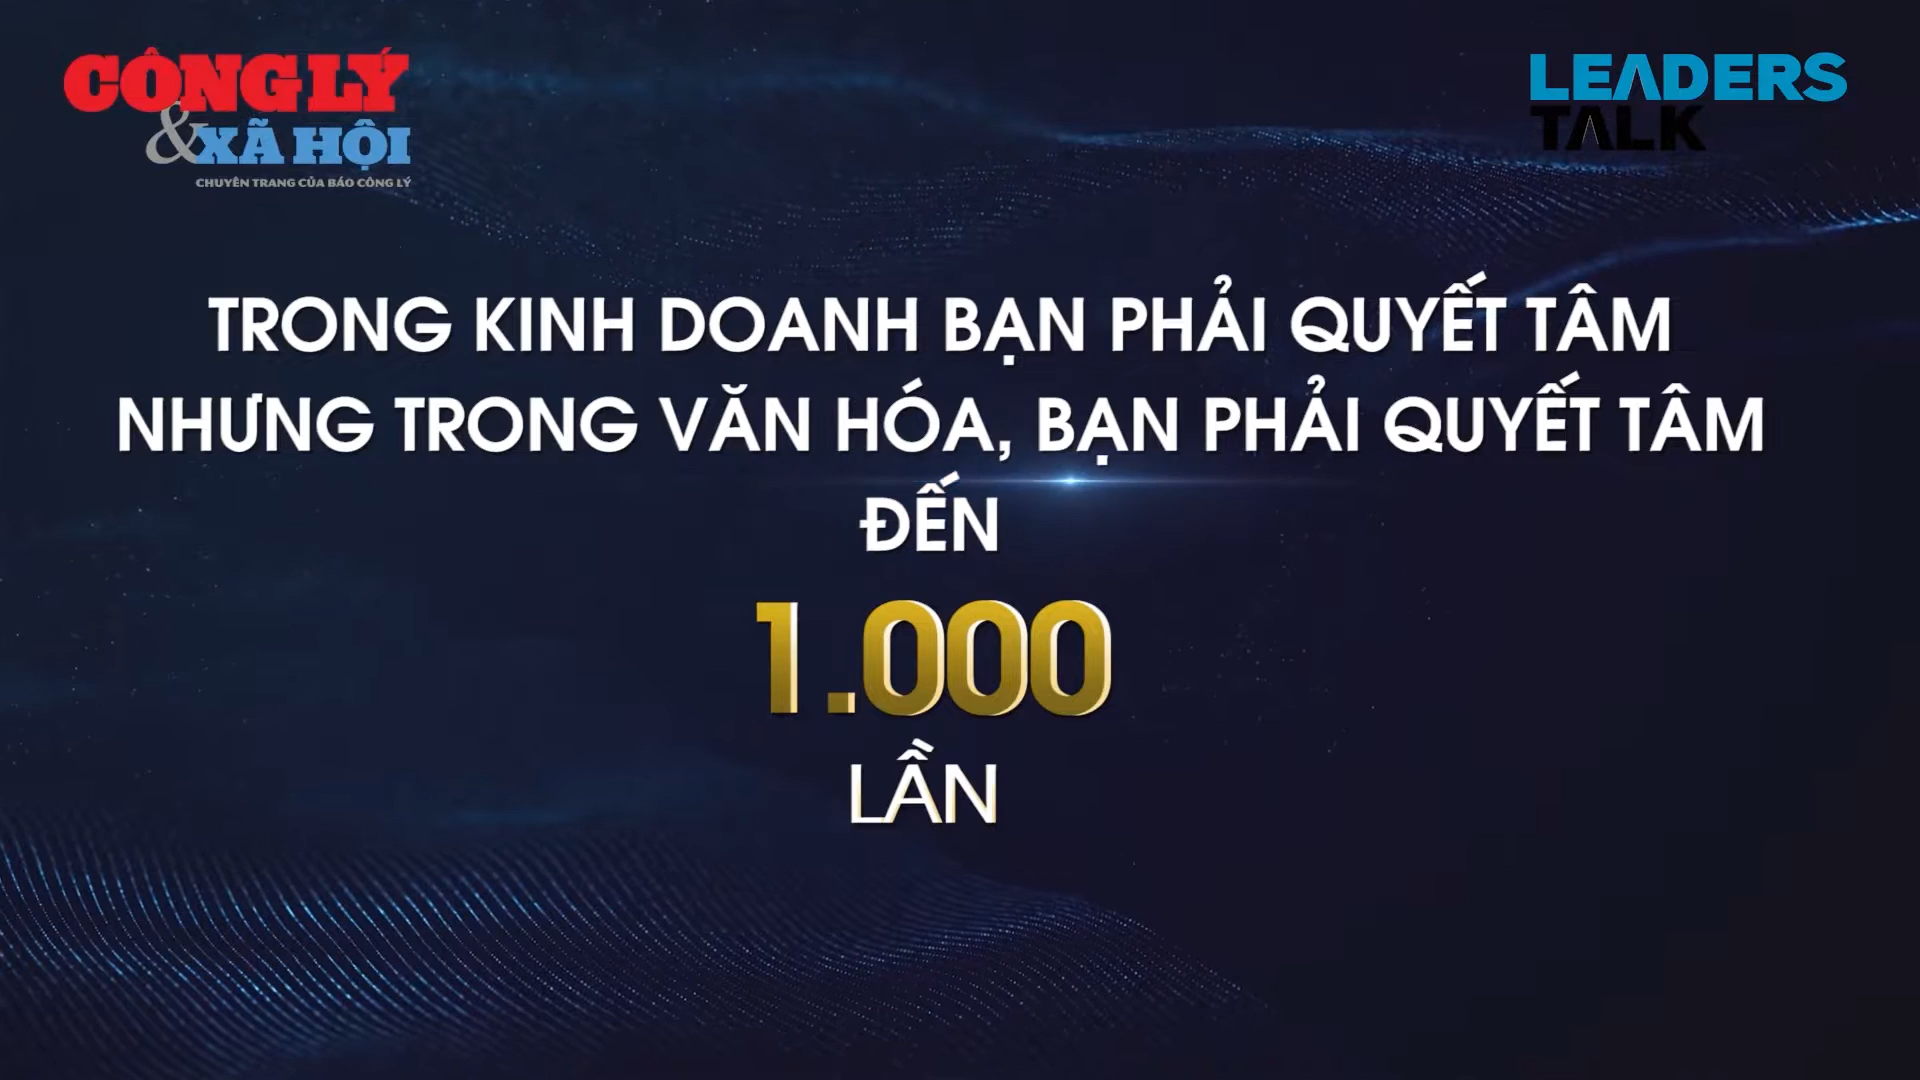 CÔNG LÝ
& XÃ HỘI
CHUYÊN TRANG CỦA BÁO CÔNG LÝ
LEADERS
TALK
TRONG KINH DOANH BẠN PHẢI QUYẾT TÂM
NHƯNG TRONG VĂN HÓA, BẠN PHẢI QUYẾT TÂM
ĐẾN
1.000
LẦN